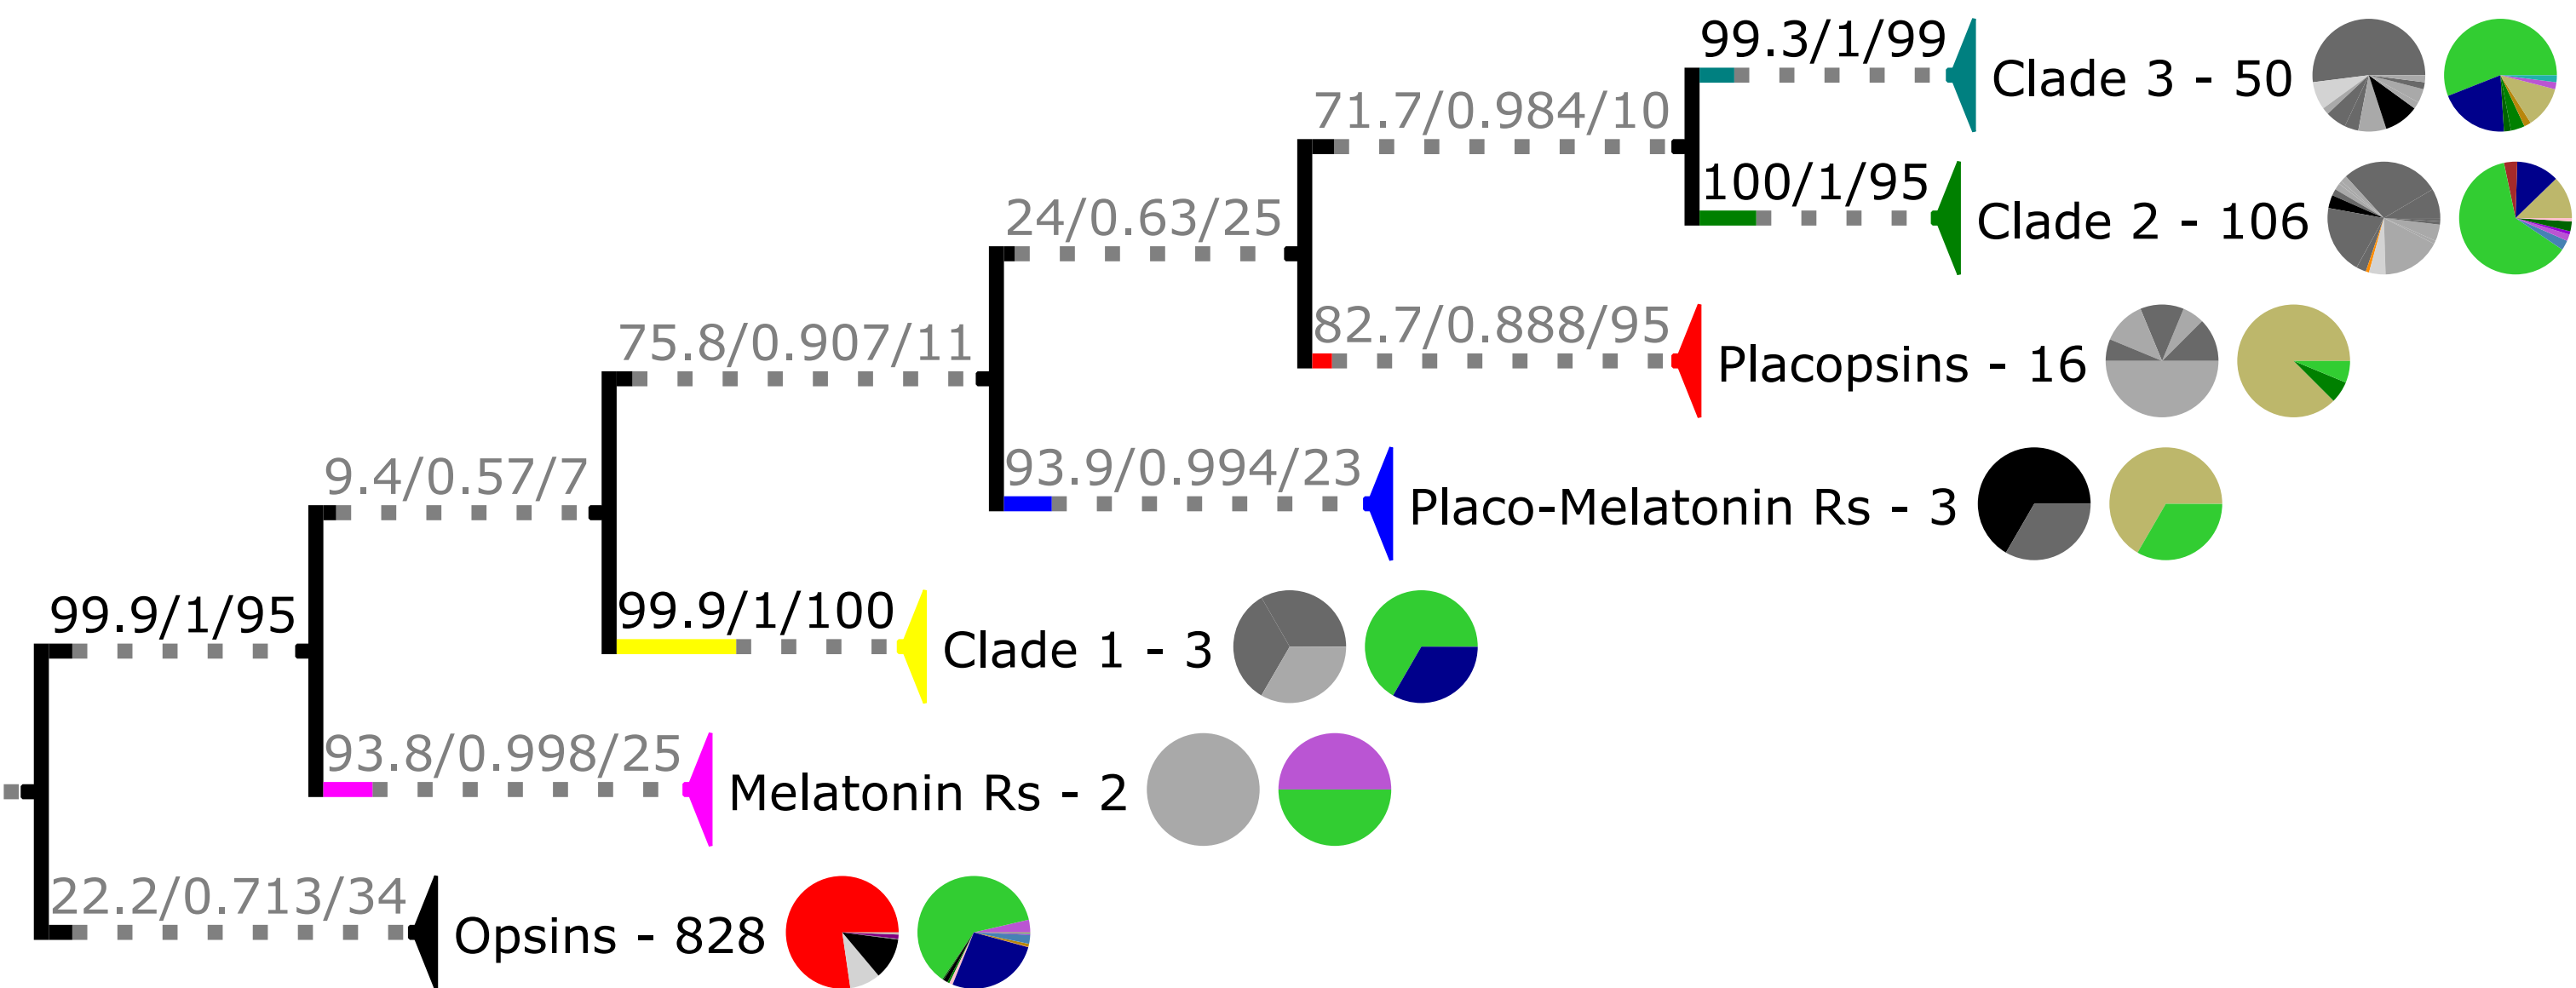 99.3/1/99
Clade 3 - 50
71.7/0.984/10
100/1/95
Clade 2 - 106
24/0.63/25
82.7/0.888/95
Placopsins - 16
75.8/0.907/11
93.9/0.994/23
Placo-Melatonin Rs - 3
9.4/0.57/7
99.9/1/100
Clade 1 - 3
99.9/1/95
93.8/0.998/25
Melatonin Rs - 2
22.2/0.713/34
Opsins - 828